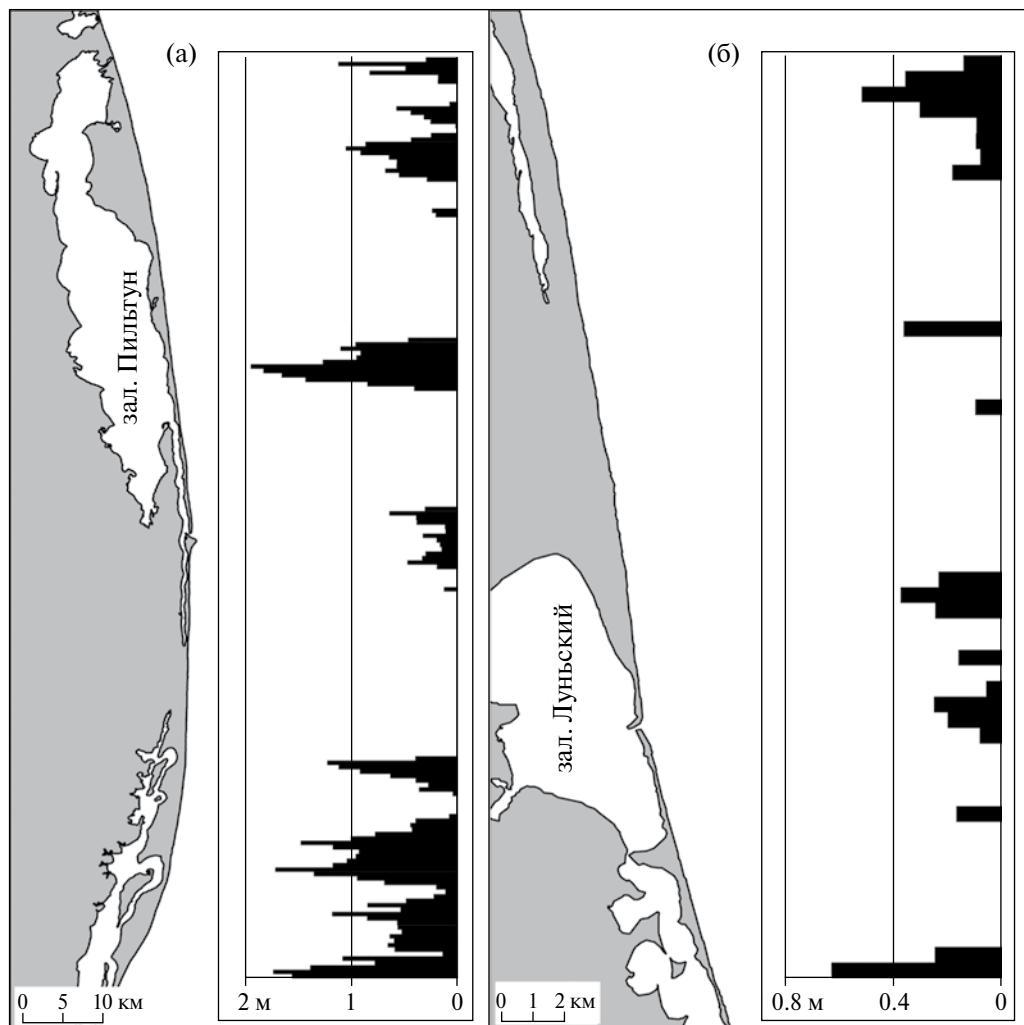 (а)
(б)
зал. Пильтун
зал. Луньский
0 5 10 км
2 м 1 0
0 1 2 км
0.8 м 0.4 0